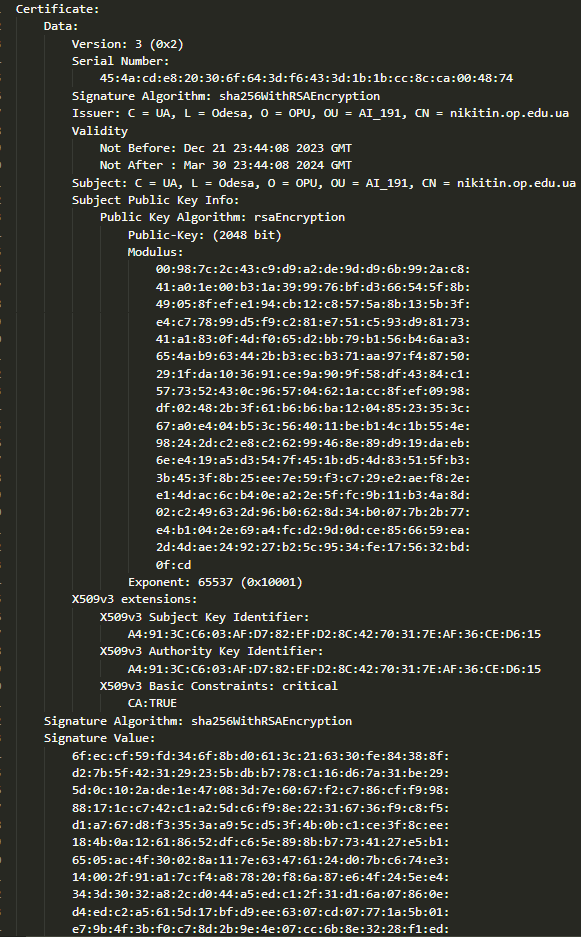 Certificate:
Data:
Version: 3 (0x2)
Serial Number:
45:4a:cd:e8:20:30:6f:64:3d:f6:43:3d:1b:1b:cc:8c:ca:00:48:74
Signature Algorithm: sha256WithRSAEncryption
Issuer: C = UA, L = Odesa, O = OPU, OU = AI_191, CN = nikitin.op.edu.ua
Validity
Not Before: Dec 21 23:44:08 2023 GMT
Not After : Mar 30 23:44:08 2024 GMT
Subject: C = UA, L = Odesa, O = OPU, OU = AI_191, CN = nikitin.op.edu.ua
Subject Public Key Info:
Public Key Algorithm: rsaEncryption
Public-Key: (2048 bit)
Modulus:
00:98:7c:2c:43:c9:d9:a2:de:9d:d9:6b:99:2a:c8:
41:a0:1e:00:b3:1a:39:99:76:bf:d3:66:54:5f:8b:
49:05:8f:ef:e1:94:cb:12:c8:57:5a:8b:13:5b:3f:
e4:c7:78:99:d5:f9:c2:81:e7:51:c5:93:d9:81:73:
41:a1:83:0f:4d:f0:65:d2:bb:79:b1:56:b4:6a:a3:
65:4a:b9:63:44:2b:b3:ec:b3:71:aa:97:f4:87:50:
29:1f:da:10:36:91:ce:9a:90:9f:58:df:43:84:c1:
57:73:52:43:0c:96:57:04:62:1a:cc:8f:ef:09:98:
df:02:48:2b:3f:61:b6:b6:ba:12:04:85:23:35:3c:
67:a0:e4:04:b5:3c:56:40:11:be:b1:4c:1b:55:4e:
98:24:2d:c2:e8:c2:62:99:46:8e:89:d9:19:da:eb:
6e:e4:19:a5:d3:54:7f:45:1b:d5:4d:83:51:5f:b3:
3b:45:3f:8b:25:ee:7e:59:f3:c7:29:e2:ae:f8:2e:
e1:4d:ac:6c:b4:0e:a2:2e:5f:fc:9b:11:b3:4a:8d:
02:c2:49:63:2d:96:b0:62:8d:34:b0:07:7b:2b:77:
e4:b1:04:2e:69:a4:fc:d2:9d:0d:ce:85:66:59:ea:
2d:4d:ae:24:92:27:b2:5c:95:34:fe:17:56:32:bd:
0f:cd
Exponent: 65537 (0x10001)
X509v3 extensions:
X509v3 Subject Key Identifier:
A4:91:3C:C6:03:AF:D7:82:EF:D2:8C:42:70:31:7E:AF:36:CE:D6:15
X509v3 Authority Key Identifier:
A4:91:3C:C6:03:AF:D7:82:EF:D2:8C:42:70:31:7E:AF:36:CE:D6:15
X509v3 Basic Constraints: critical
CA:TRUE
Signature Algorithm: sha256WithRSAEncryption
Signature Value:
6f:ec:cf:59:fd:34:6f:8b:d0:61:3c:21:63:30:fe:84:38:8f:
d2:7b:5f:42:31:29:23:5b:db:b7:78:c1:16:d6:7a:31:be:29:
5d:0c:10:2a:de:1e:47:08:3d:7e:60:67:f2:c7:86:cf:f9:98:
88:17:1c:c7:42:c1:a2:5d:c6:f9:8e:22:31:67:36:f9:c8:f5:
d1:a7:67:d8:f3:35:3a:a9:5c:d5:3f:4b:0b:c1:ce:3f:8c:ee:
18:4b:0a:12:61:86:52:df:c6:5e:89:8b:b7:73:41:27:e5:b1:
65:05:ac:4f:30:02:8a:11:7e:63:47:61:24:d0:7b:c6:74:e3:
14:00:2f:91:a1:7c:f4:a8:78:20:f8:6a:87:e6:4f:24:5e:e4:
34:3d:30:32:a8:2c:d0:44:a5:ed:c1:2f:31:d1:6a:07:86:0e:
d4:ed:c2:a5:61:5d:17:bf:d9:ee:63:07:cd:07:77:1a:5b:01:
e7:9b:4f:3b:f0:c7:8d:2b:9e:4e:07:cc:6b:8e:32:28:f1:ed: